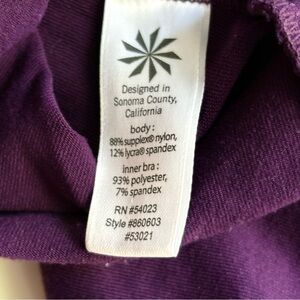 Designed in
Sonoma County,
California
body :
88% supplex® nylon,
12% lycra® spandex
inner bra :
93% polyester,
7% spandex
RN #54023
Style #860603
#53021